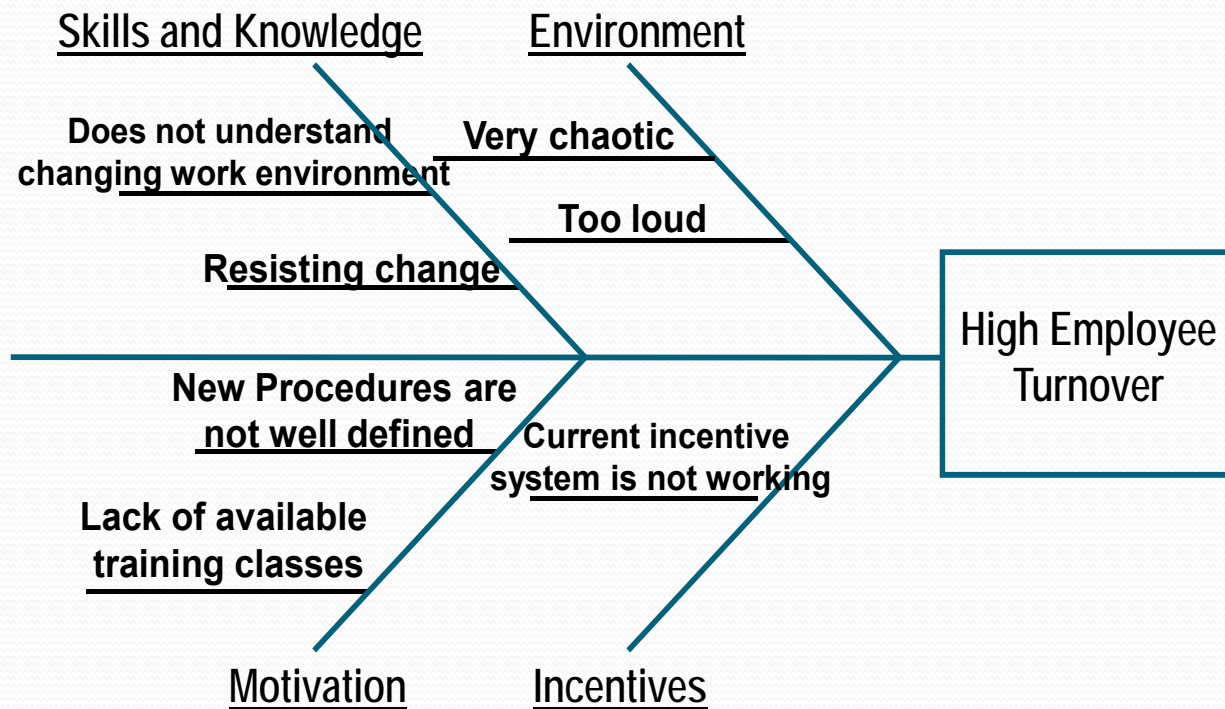 Skills and Knowledge
Environment
Does not understand
changing work environment
Very chaotic
Too loud
Resisting change
High Employee
Turnover
New Procedures are
not well defined
Current incentive
system is not working
Lack of available
training classes
Motivation
Incentives